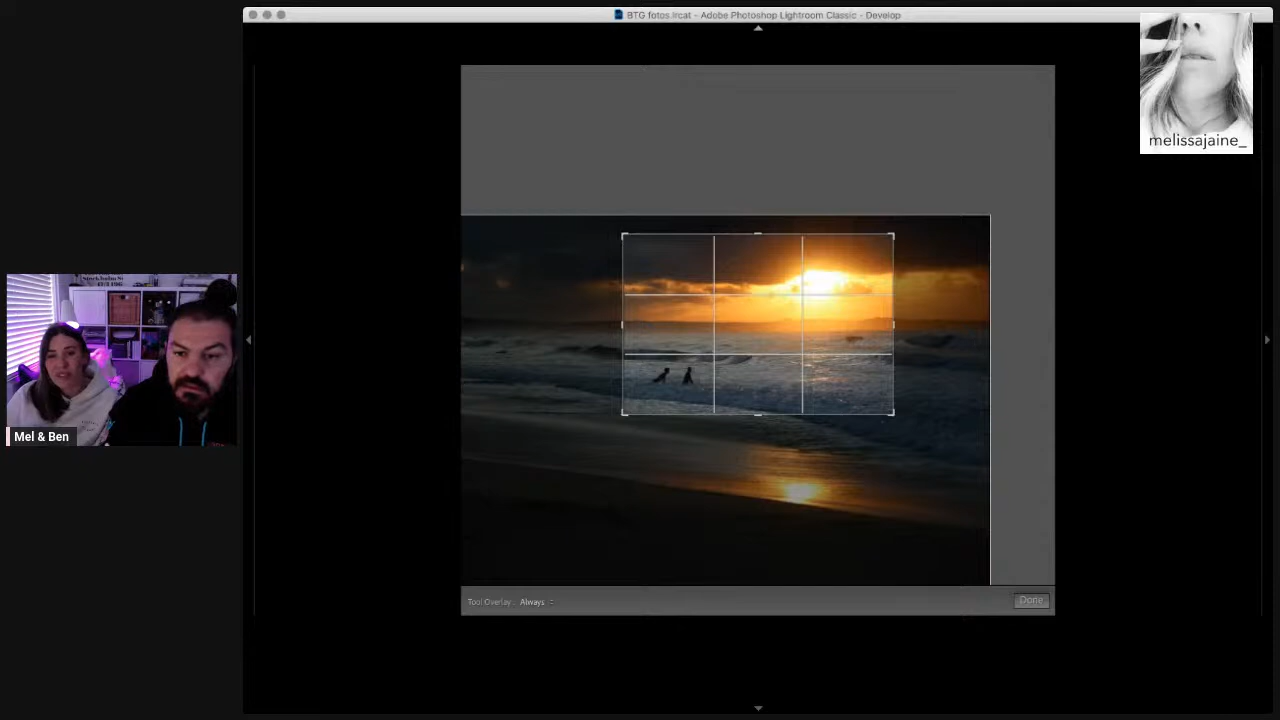 BTG fotos.lrcat - Adobe Photoshop Lightroom Classic - Develop
melissajaine_
Mel & Ben
Tool Overlay: Always
Done